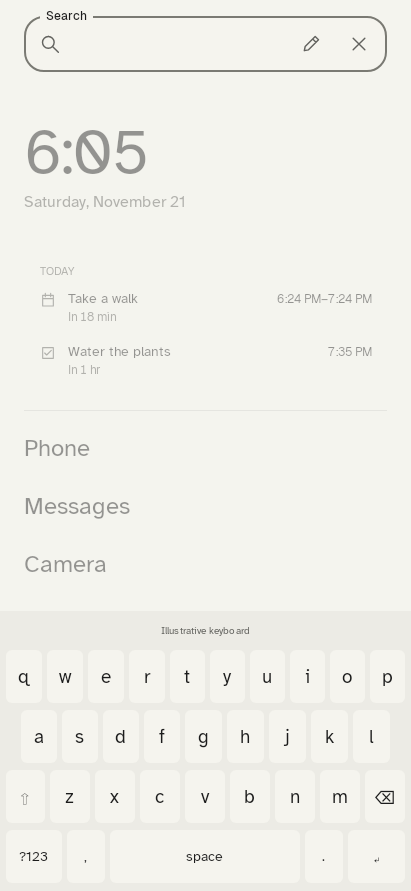 Search
6:05
Saturday, November 21
TODAY
Take a walk 6:24 PM–7:24 PM
In 18 min
Water the plants 7:35 PM
In 1 hr
Phone
Messages
Camera
Illustrative keyboard
q w e r t y u i o p
a s d f g h j k l
⇧ z x c v b n m ⌫
?123 , space . ↵